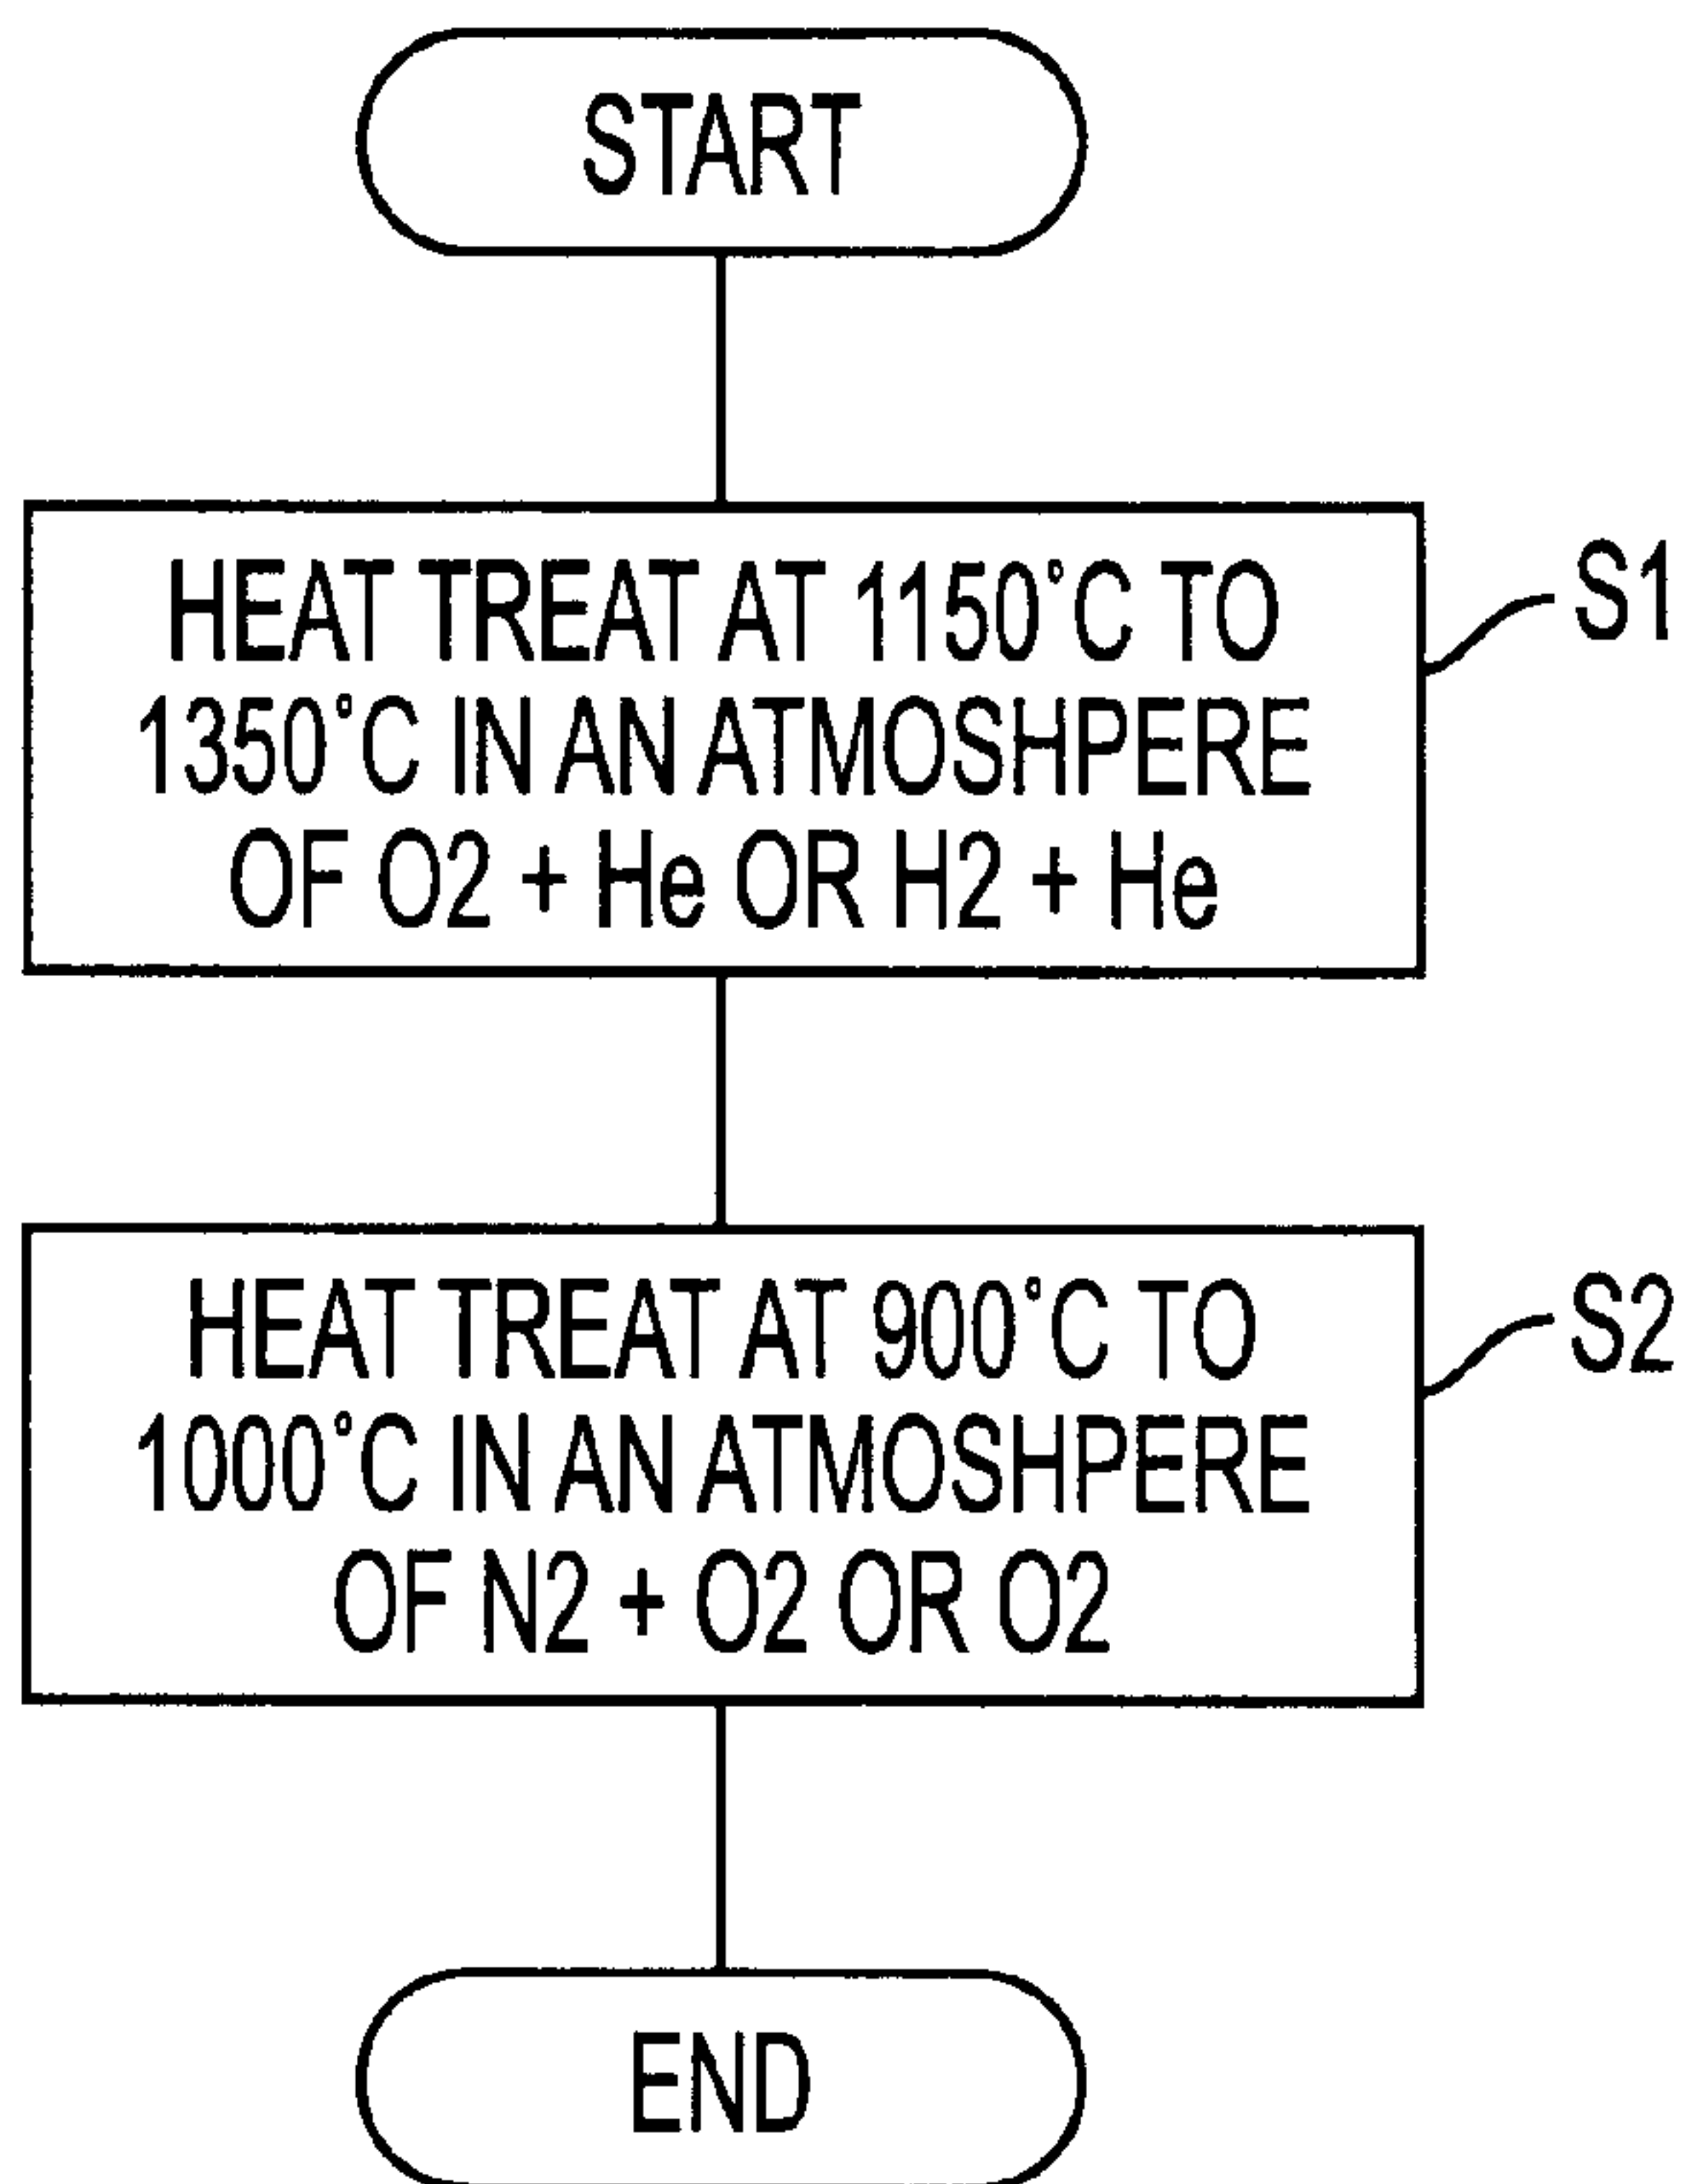 START
HEAT TREAT AT 1150°C TO
1350°C IN AN ATMOSHPERE
OF O2 + He OR H2 + He
S1
HEAT TREAT AT 900°C TO
1000°C IN AN ATMOSHPERE
OF N2 + O2 OR O2
S2
END